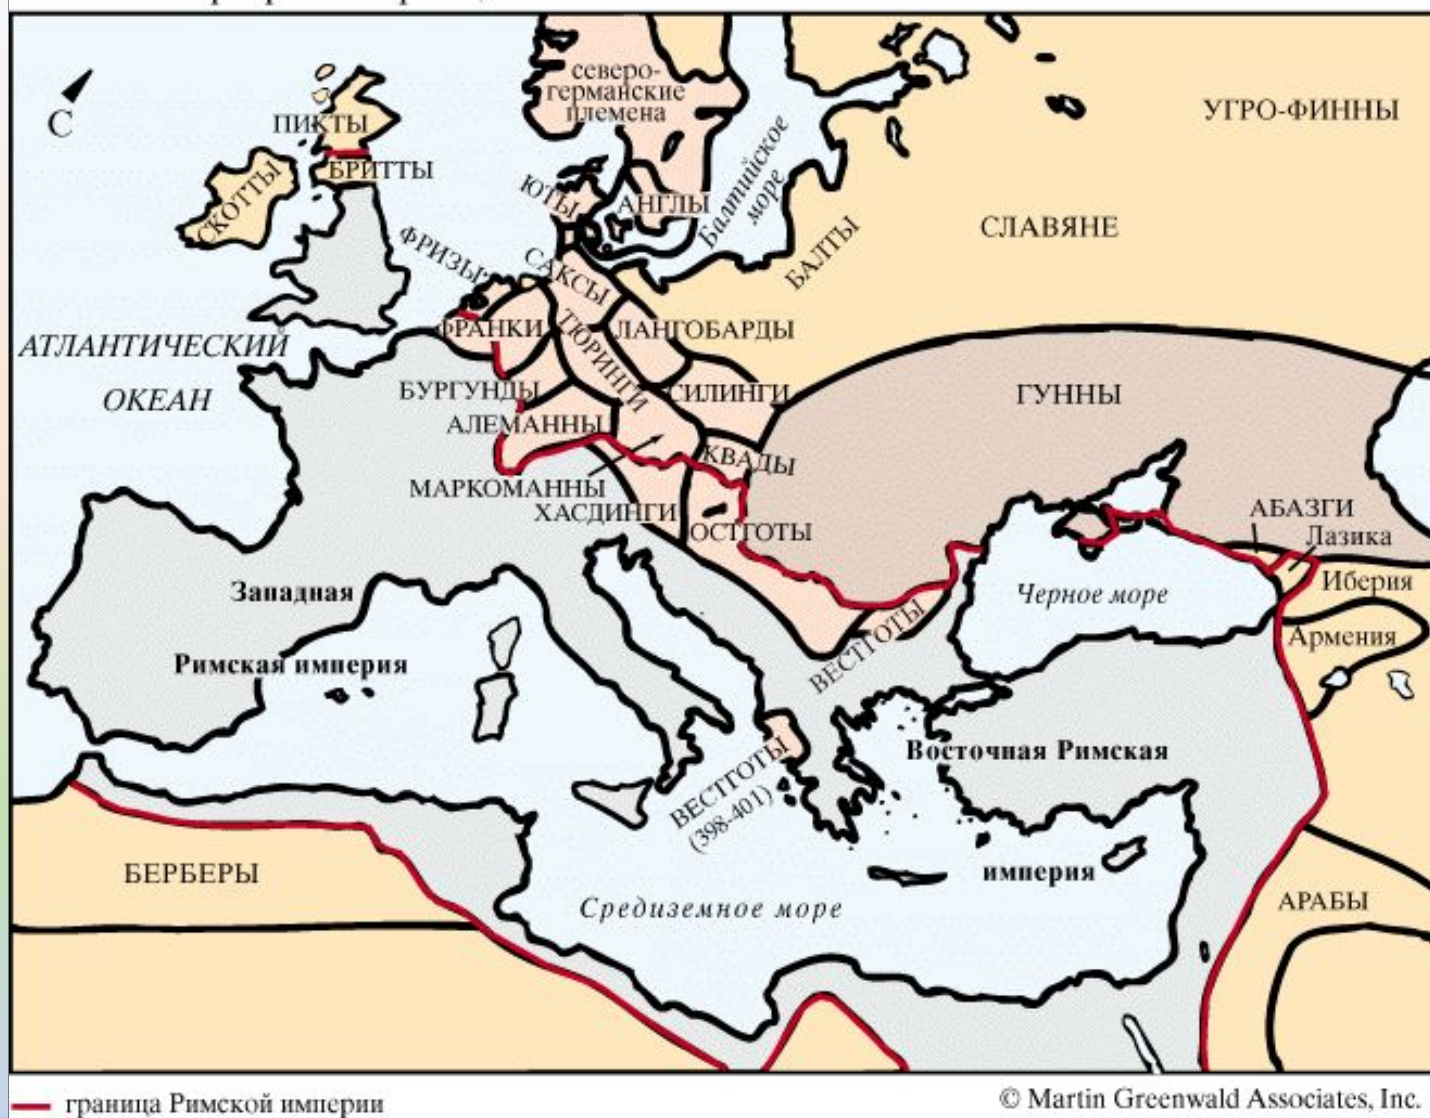 С
северо-
германские
племена
УГРО-ФИННЫ
ПИКТЫ
БРИТТЫ
СКОТТЫ
ЮТЫ
АНГЛЫ
Балтийское
море
СЛАВЯНЕ
БАЛТЫ
ФРИЗЫ
САКСЫ
АТЛАНТИЧЕСКИЙ
ОКЕАН
ФРАНКИ
ТЮРИНГИ
ЛАНГОБАРДЫ
БУРГУНДЫ
СИЛИНГИ
ГУННЫ
АЛЕМАННЫ
КВАДЫ
МАРКОМАННЫ
ХАСДИНГИ
ОСТГОТЫ
АБАЗГИ
Лазика
Иберия
Армения
Западная
Римская империя
Черное море
ВЕСТГОТЫ
ВЕСТГОТЫ
(398-401)
Восточная Римская
империя
БЕРБЕРЫ
Средиземное море
АРАБЫ
граница Римской империи
© Martin Greenwald Associates, Inc.